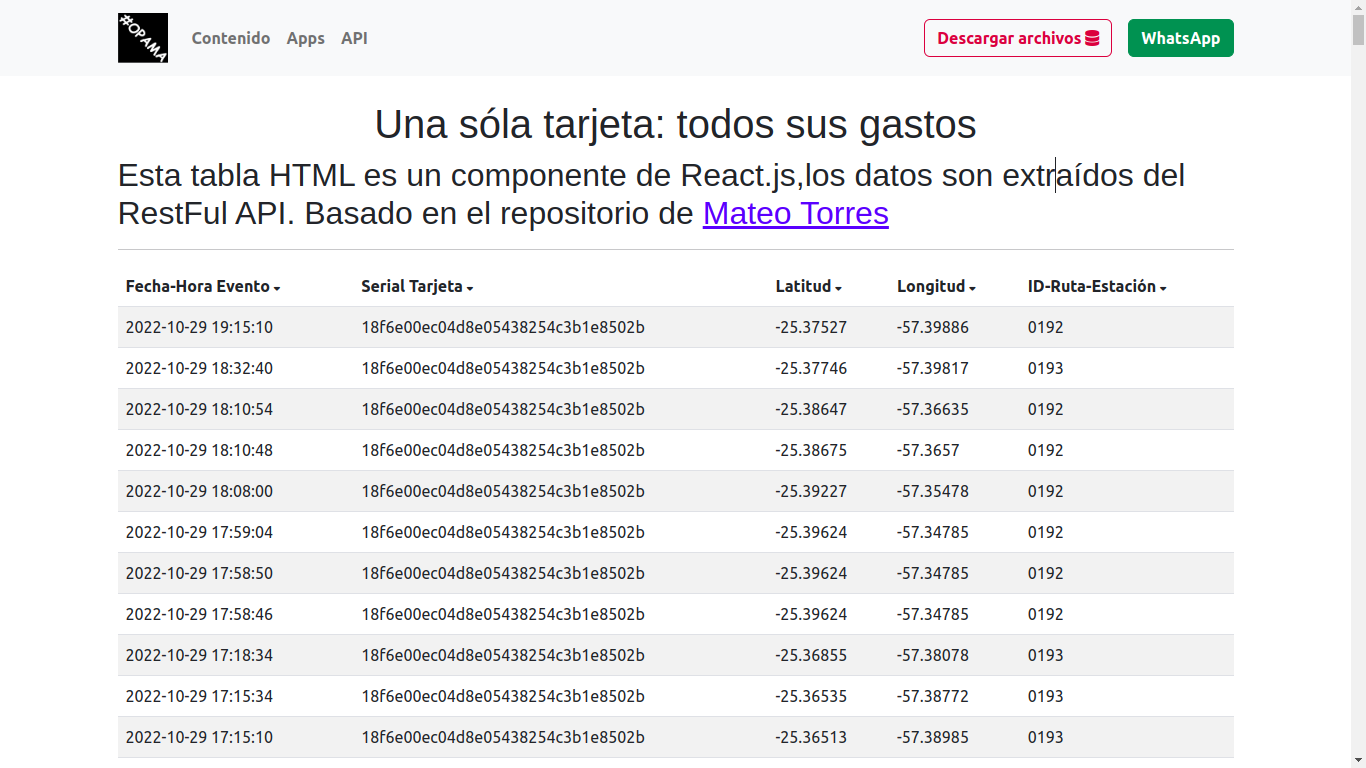 #OPAMA
Contenido Apps API Descargar archivos WhatsApp
Una sóla tarjeta: todos sus gastos
Esta tabla HTML es un componente de React.js,los datos son extraídos del
RestFul API. Basado en el repositorio de Mateo Torres
Fecha-Hora Evento Serial Tarjeta Latitud Longitud ID-Ruta-Estación
2022-10-29 19:15:10 18f6e00ec04d8e05438254c3b1e8502b -25.37527 -57.39886 0192
2022-10-29 18:32:40 18f6e00ec04d8e05438254c3b1e8502b -25.37746 -57.39817 0193
2022-10-29 18:10:54 18f6e00ec04d8e05438254c3b1e8502b -25.38647 -57.36635 0192
2022-10-29 18:10:48 18f6e00ec04d8e05438254c3b1e8502b -25.38675 -57.3657 0192
2022-10-29 18:08:00 18f6e00ec04d8e05438254c3b1e8502b -25.39227 -57.35478 0192
2022-10-29 17:59:04 18f6e00ec04d8e05438254c3b1e8502b -25.39624 -57.34785 0192
2022-10-29 17:58:50 18f6e00ec04d8e05438254c3b1e8502b -25.39624 -57.34785 0192
2022-10-29 17:58:46 18f6e00ec04d8e05438254c3b1e8502b -25.39624 -57.34785 0192
2022-10-29 17:18:34 18f6e00ec04d8e05438254c3b1e8502b -25.36855 -57.38078 0193
2022-10-29 17:15:34 18f6e00ec04d8e05438254c3b1e8502b -25.36535 -57.38772 0193
2022-10-29 17:15:10 18f6e00ec04d8e05438254c3b1e8502b -25.36513 -57.38985 0193